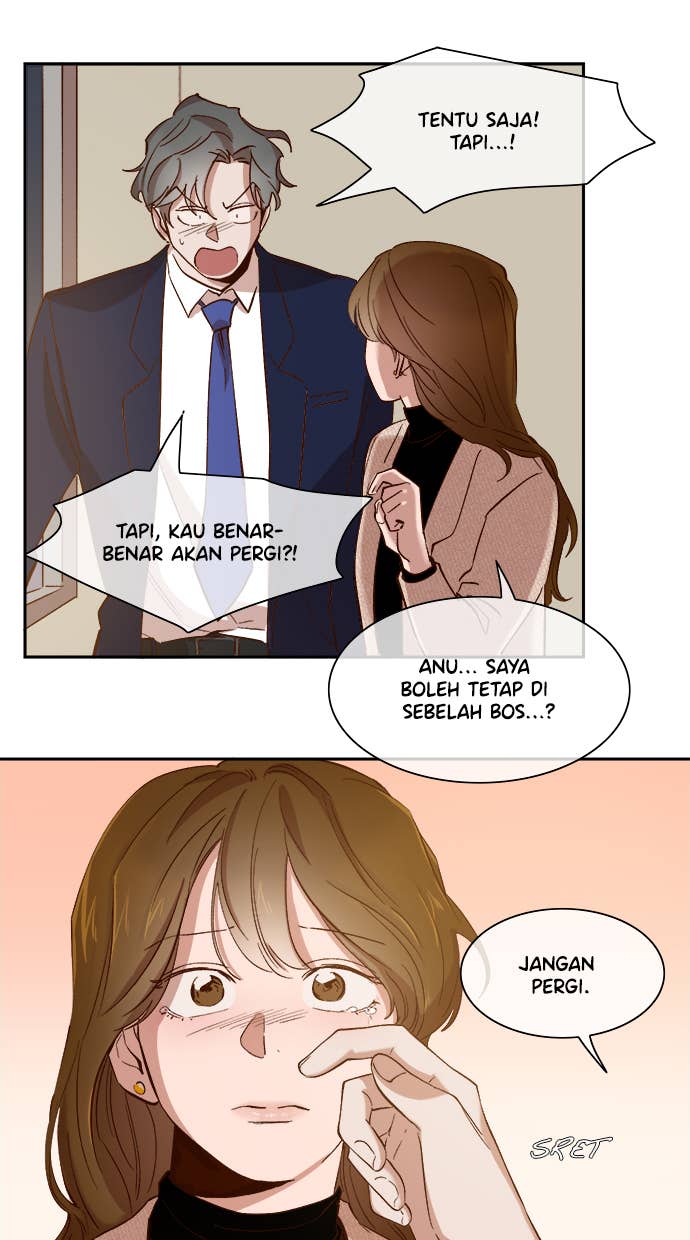 TENTU SAJA!
TAPI...!
TAPI, KAU BENAR-
BENAR AKAN PERGI?!
ANU... SAYA
BOLEH TETAP DI
SEBELAH BOS...?
JANGAN
PERGI.
SRET